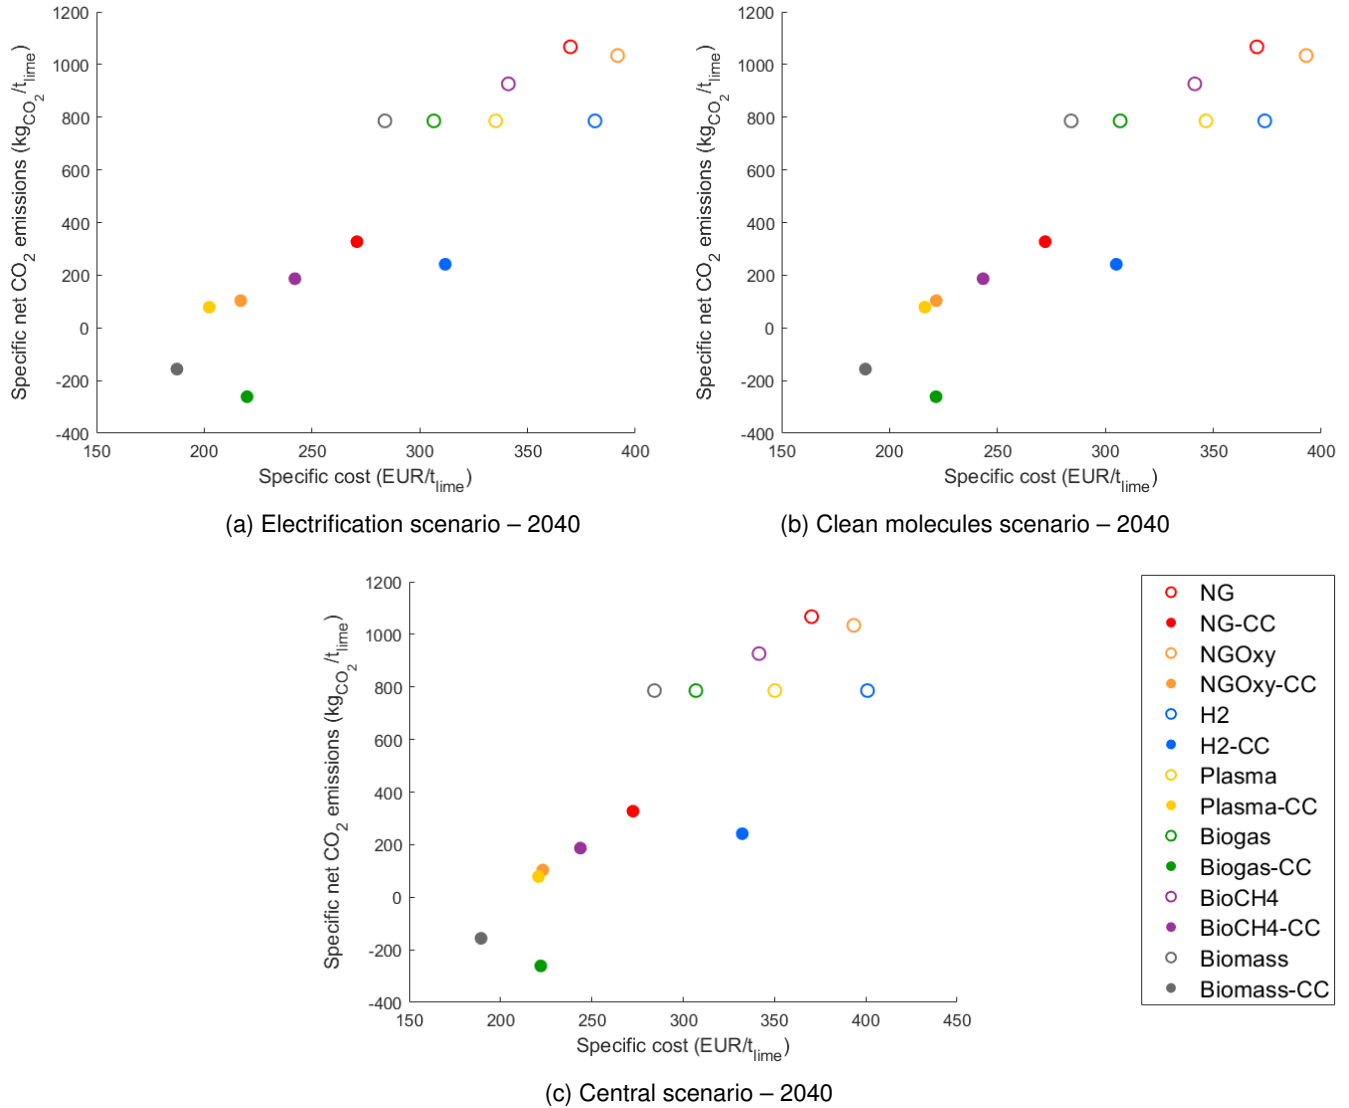 1200
1000
800
600
400
200
0
-200
-400
150
200
250
300
350
400
Specific net CO2 emissions (kgCO2/tlime)
Specific cost (EUR/tlime)
(a) Electrification scenario – 2040
1200
1000
800
600
400
200
0
-200
-400
150
200
250
300
350
400
Specific net CO2 emissions (kgCO2/tlime)
Specific cost (EUR/tlime)
(b) Clean molecules scenario – 2040
1200
1000
800
600
400
200
0
-200
-400
150
200
250
300
350
400
450
Specific net CO2 emissions (kgCO2/tlime)
Specific cost (EUR/tlime)
(c) Central scenario – 2040
NG
NG-CC
NGOxy
NGOxy-CC
H2
H2-CC
Plasma
Plasma-CC
Biogas
Biogas-CC
BioCH4
BioCH4-CC
Biomass
Biomass-CC